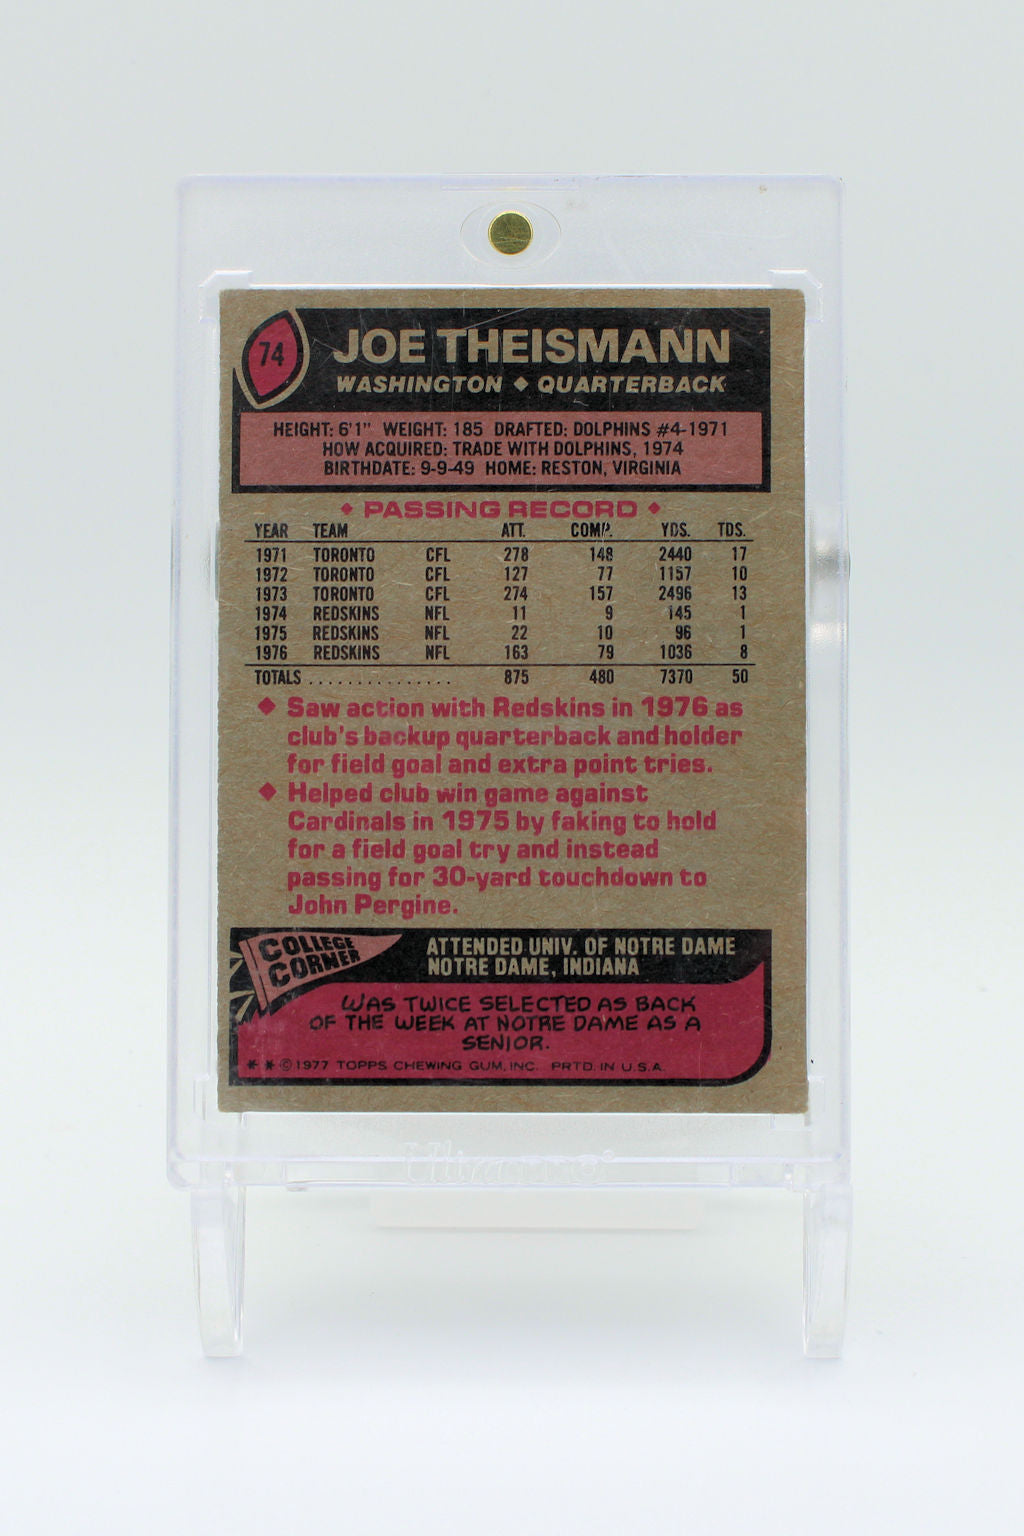 74
JOE THEISMANN
WASHINGTON ◆ QUARTERBACK
HEIGHT: 6'1" WEIGHT: 185 DRAFTED: DOLPHINS #4-1971
HOW ACQUIRED: TRADE WITH DOLPHINS, 1974
BIRTHDATE: 9-9-49 HOME: RESTON, VIRGINIA
◆ PASSING RECORD ◆
YEAR TEAM ATT. COMP. YDS. TDS.
1971 TORONTO CFL 278 148 2440 17
1972 TORONTO CFL 127 77 1157 10
1973 TORONTO CFL 274 157 2496 13
1974 REDSKINS NFL 11 9 145 1
1975 REDSKINS NFL 22 10 96 1
1976 REDSKINS NFL 163 79 1036 8
TOTALS ............... 875 480 7370 50
◆ Saw action with Redskins in 1976 as
club's backup quarterback and holder
for field goal and extra point tries.
◆ Helped club win game against
Cardinals in 1975 by faking to hold
for a field goal try and instead
passing for 30-yard touchdown to
John Pergine.
COLLEGE
CORNER
ATTENDED UNIV. OF NOTRE DAME
NOTRE DAME, INDIANA
WAS TWICE SELECTED AS BACK
OF THE WEEK AT NOTRE DAME AS A
SENIOR.
* * © 1977 TOPPS CHEWING GUM, INC. PRTD. IN U.S.A.
Ultra PRO